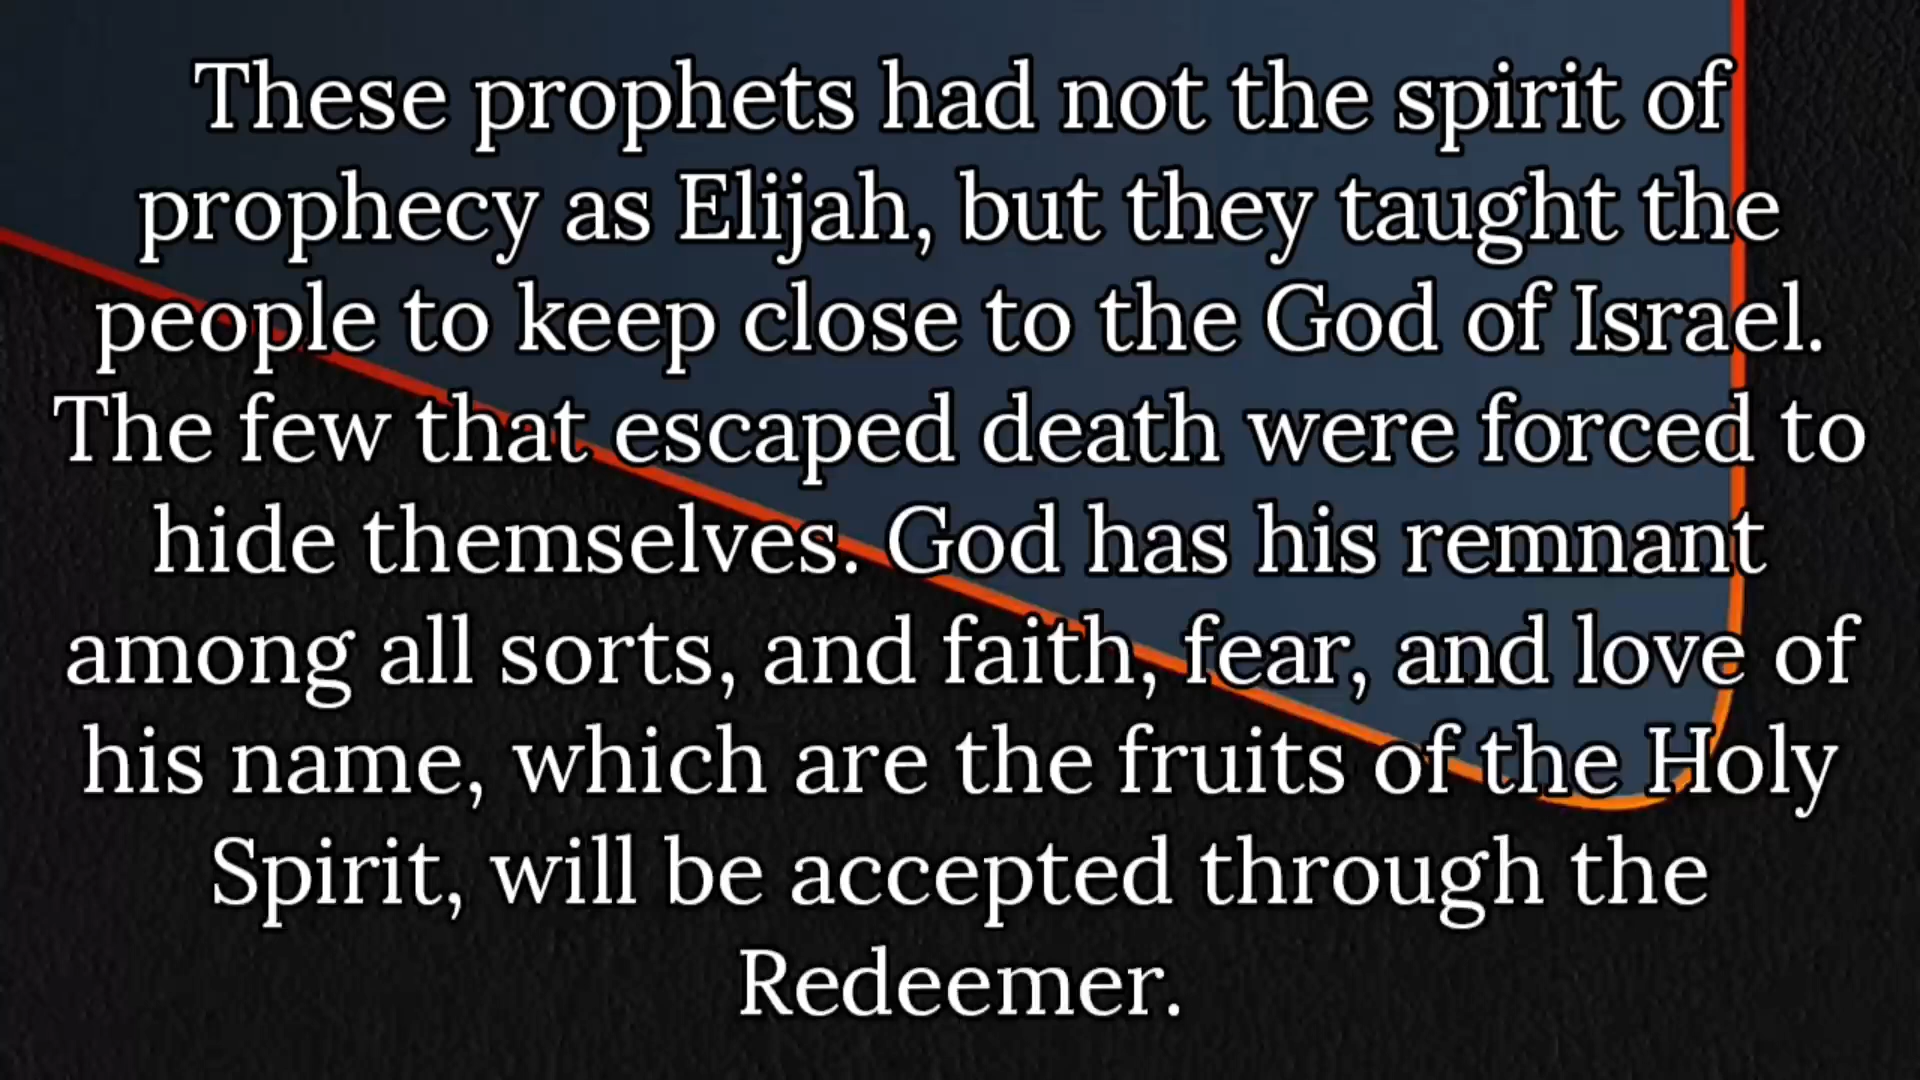 These prophets had not the spirit of
prophecy as Elijah, but they taught the
people to keep close to the God of Israel.
The few that escaped death were forced to
hide themselves. God has his remnant
among all sorts, and faith, fear, and love of
his name, which are the fruits of the Holy
Spirit, will be accepted through the
Redeemer.